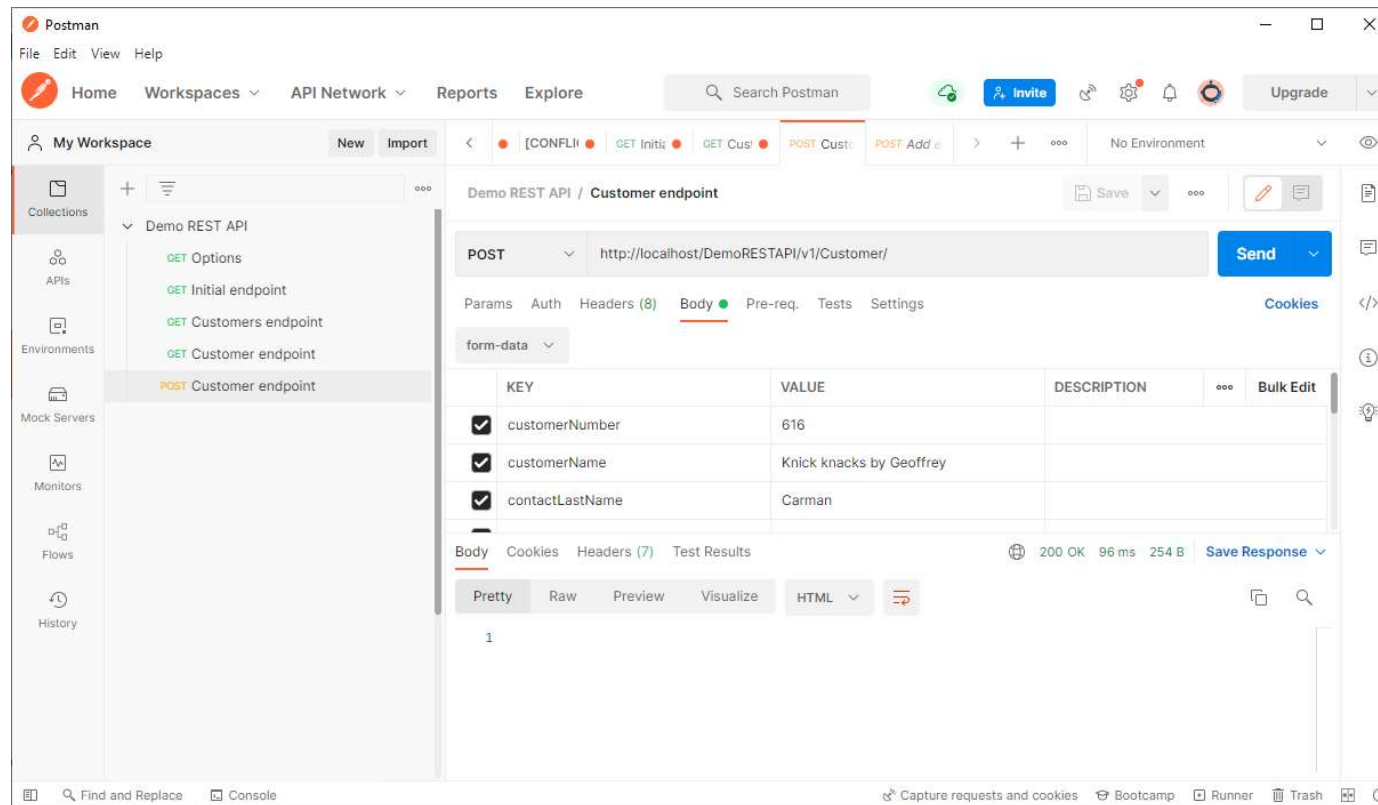 Postman
File Edit View Help
Home Workspaces API Network Reports Explore Search Postman Invite Upgrade
My Workspace New Import
[CONFLI GET Initi GET Cus POST Cust POST Add No Environment
Collections
APIs
Environments
Mock Servers
Monitors
Flows
History
Demo REST API
GET Options
GET Initial endpoint
GET Customers endpoint
GET Customer endpoint
POST Customer endpoint
Demo REST API / Customer endpoint Save
POST http://localhost/DemoRESTAPI/v1/Customer/ Send
Params Auth Headers (8) Body Pre-req. Tests Settings Cookies
form-data
KEY VALUE DESCRIPTION Bulk Edit
customerNumber 616
customerName Knick knacks by Geoffrey
contactLastName Carman
Body Cookies Headers (7) Test Results 200 OK 96 ms 254 B Save Response
Pretty Raw Preview Visualize HTML
1
Find and Replace Console Capture requests and cookies Bootcamp Runner Trash